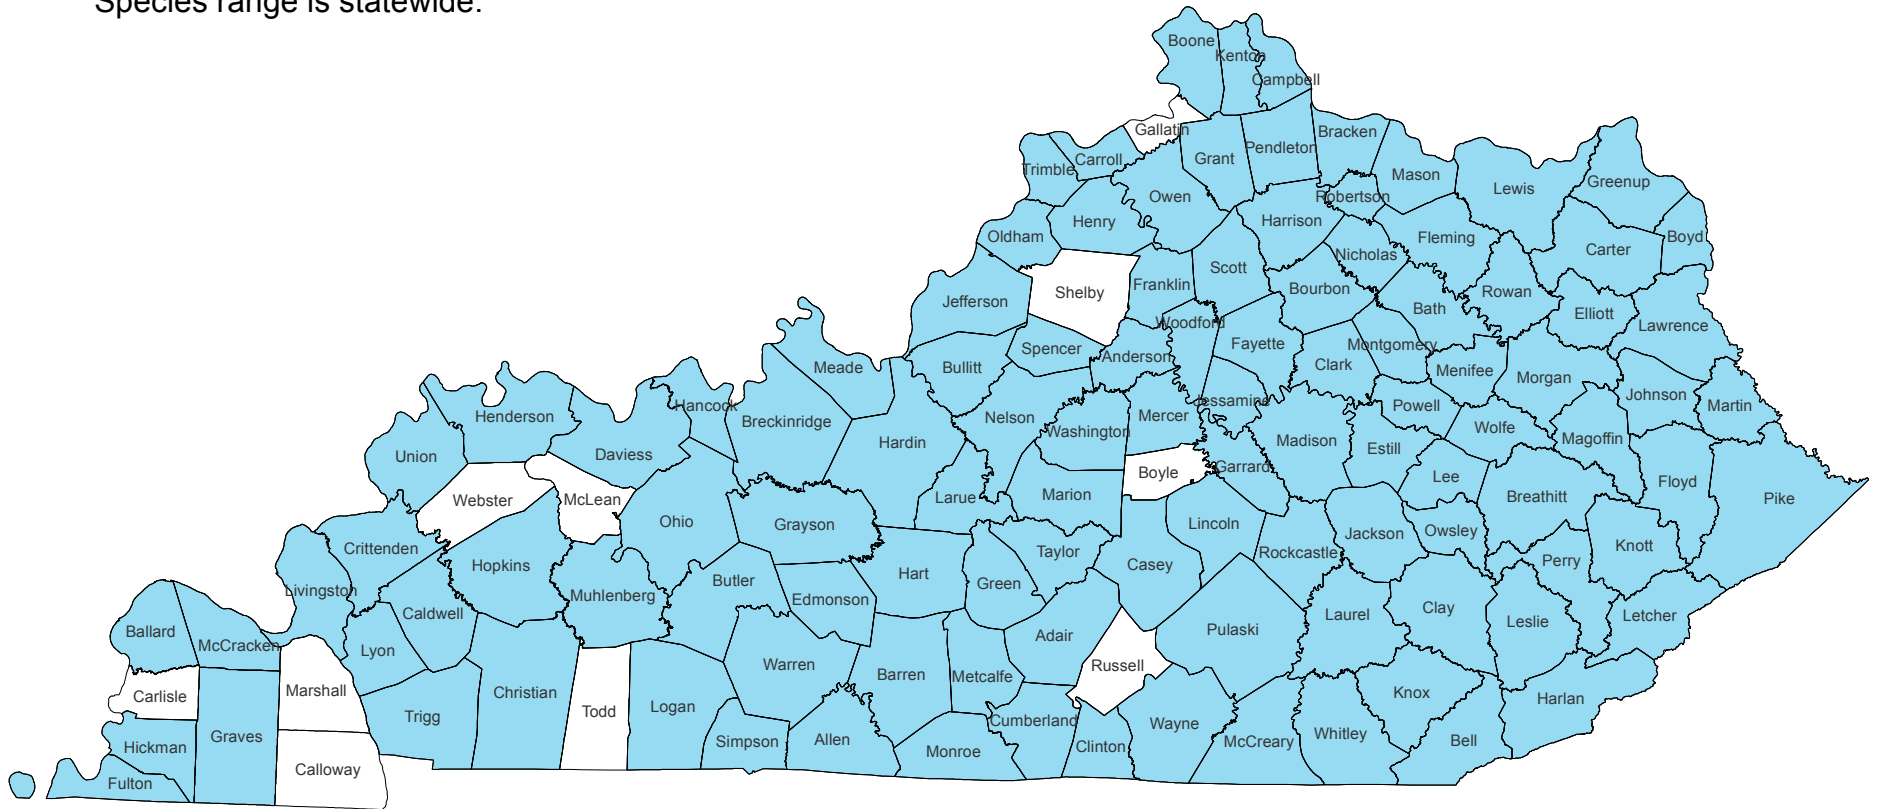 Species range is statewide.
Boone
Kenton
Campbell
Gallatin
Bracken
Pendleton
Grant
Carroll
Trimble
Mason
Lewis
Greenup
Owen
Robertson
Henry
Harrison
Oldham
Fleming
Boyd
Carter
Nicholas
Scott
Franklin
Shelby
Bourbon
Rowan
Jefferson
Bath
Elliott
Woodford
Lawrence
Fayette
Montgomery
Spencer
Anderson
Clark
Meade
Bullitt
Menifee
Morgan
Johnson
Jessamine
Hancock
Powell
Martin
Henderson
Mercer
Nelson
Breckinridge
Wolfe
Washington
Magoffin
Hardin
Madison
Estill
Daviess
Union
Garrard
Boyle
Lee
Floyd
Marion
Breathitt
Larue
Pike
Webster
McLean
Ohio
Grayson
Lincoln
Owsley
Jackson
Knott
Crittenden
Taylor
Rockcastle
Perry
Hopkins
Casey
Hart
Butler
Green
Livingston
Muhlenberg
Edmonson
Clay
Caldwell
Laurel
Letcher
Leslie
Pulaski
Ballard
Adair
McCracken
Lyon
Warren
Russell
Barren
Metcalfe
Marshall
Christian
Knox
Carlisle
Harlan
Logan
Todd
Trigg
Cumberland
Wayne
Whitley
Graves
Allen
Simpson
McCreary
Bell
Clinton
Hickman
Monroe
Calloway
Fulton